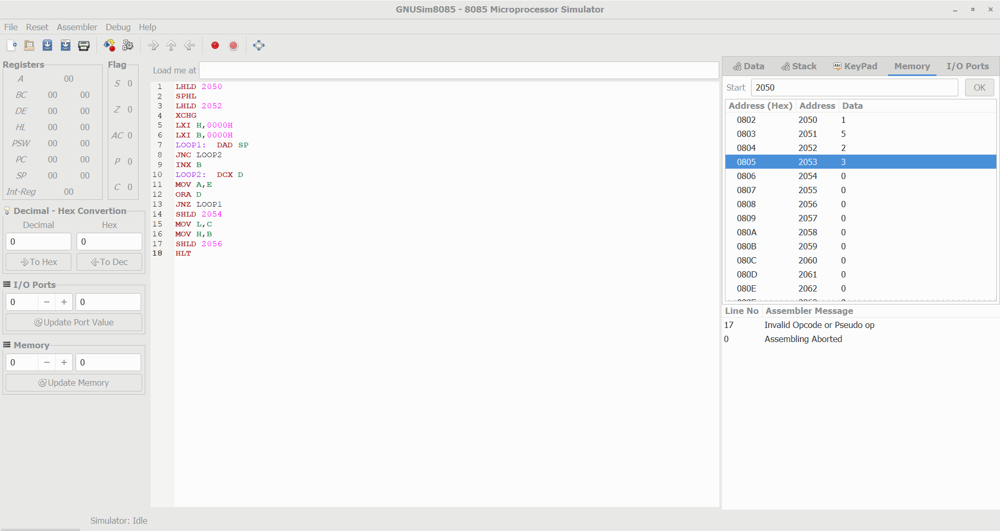 GNUSim8085 - 8085 Microprocessor Simulator
File Reset Assembler Debug Help
Registers
A 00
BC 00 00
DE 00 00
HL 00 00
PSW 00 00
PC 00 00
SP 00 00
Int-Reg 00
Flag
S 0
Z 0
AC 0
P 0
C 0
Decimal - Hex Convertion
Decimal Hex
0 0
To Hex To Dec
I/O Ports
0 − + 0
Update Port Value
Memory
0 − + 0
Update Memory
Load me at
1 LHLD 2050
2 SPHL
3 LHLD 2052
4 XCHG
5 LXI H,0000H
6 LXI B,0000H
7 LOOP1: DAD SP
8 JNC LOOP2
9 INX B
10 LOOP2: DCX D
11 MOV A,E
12 ORA D
13 JNZ LOOP1
14 SHLD 2054
15 MOV L,C
16 MOV H,B
17 SHLD 2056
18 HLT
Data Stack Abc KeyPad Memory I/O Ports
Start 2050 OK
Address (Hex) Address Data
0802 2050 1
0803 2051 5
0804 2052 2
0805 2053 3
0806 2054 0
0807 2055 0
0808 2056 0
0809 2057 0
080A 2058 0
080B 2059 0
080C 2060 0
080D 2061 0
080E 2062 0
Line No Assembler Message
17 Invalid Opcode or Pseudo op
0 Assembling Aborted
Simulator: Idle